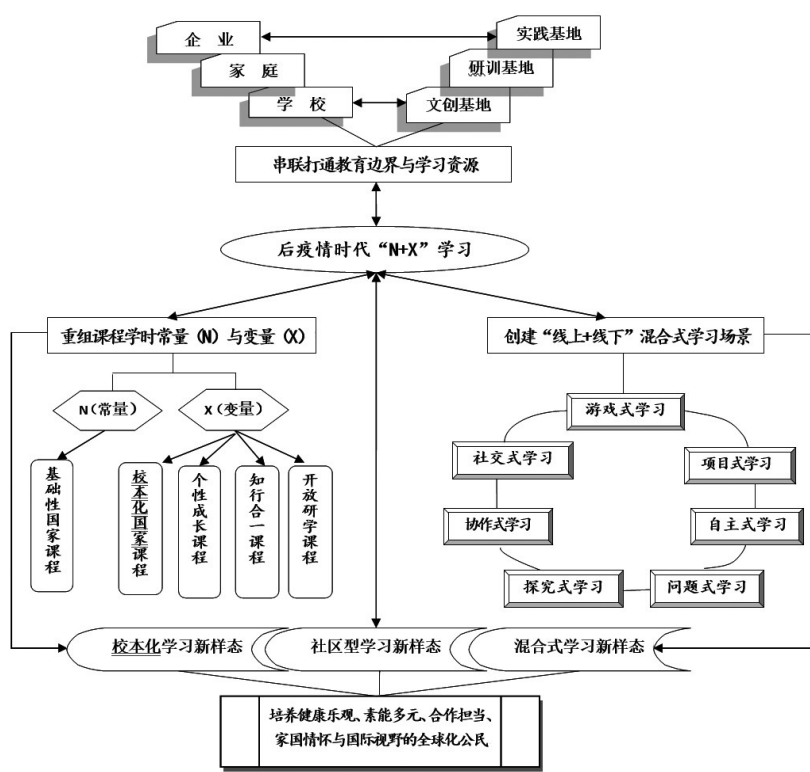 企 业
实践基地
家 庭
研训基地
学 校
文创基地
串联打通教育边界与学习资源
后疫情时代“N+X”学习
重组课程学时常量（N）与变量（X）
创建“线上+线下”混合式学习场景
N（常量）
X（变量）
游戏式学习
社交式学习
项目式学习
协作式学习
自主式学习
探究式学习
问题式学习
基础性国家课程
校本化国家课程
个性成长课程
知行合一课程
开放研学课程
校本化学习新样态
社区型学习新样态
混合式学习新样态
培养健康乐观、素能多元、合作担当、
家国情怀与国际视野的全球化公民